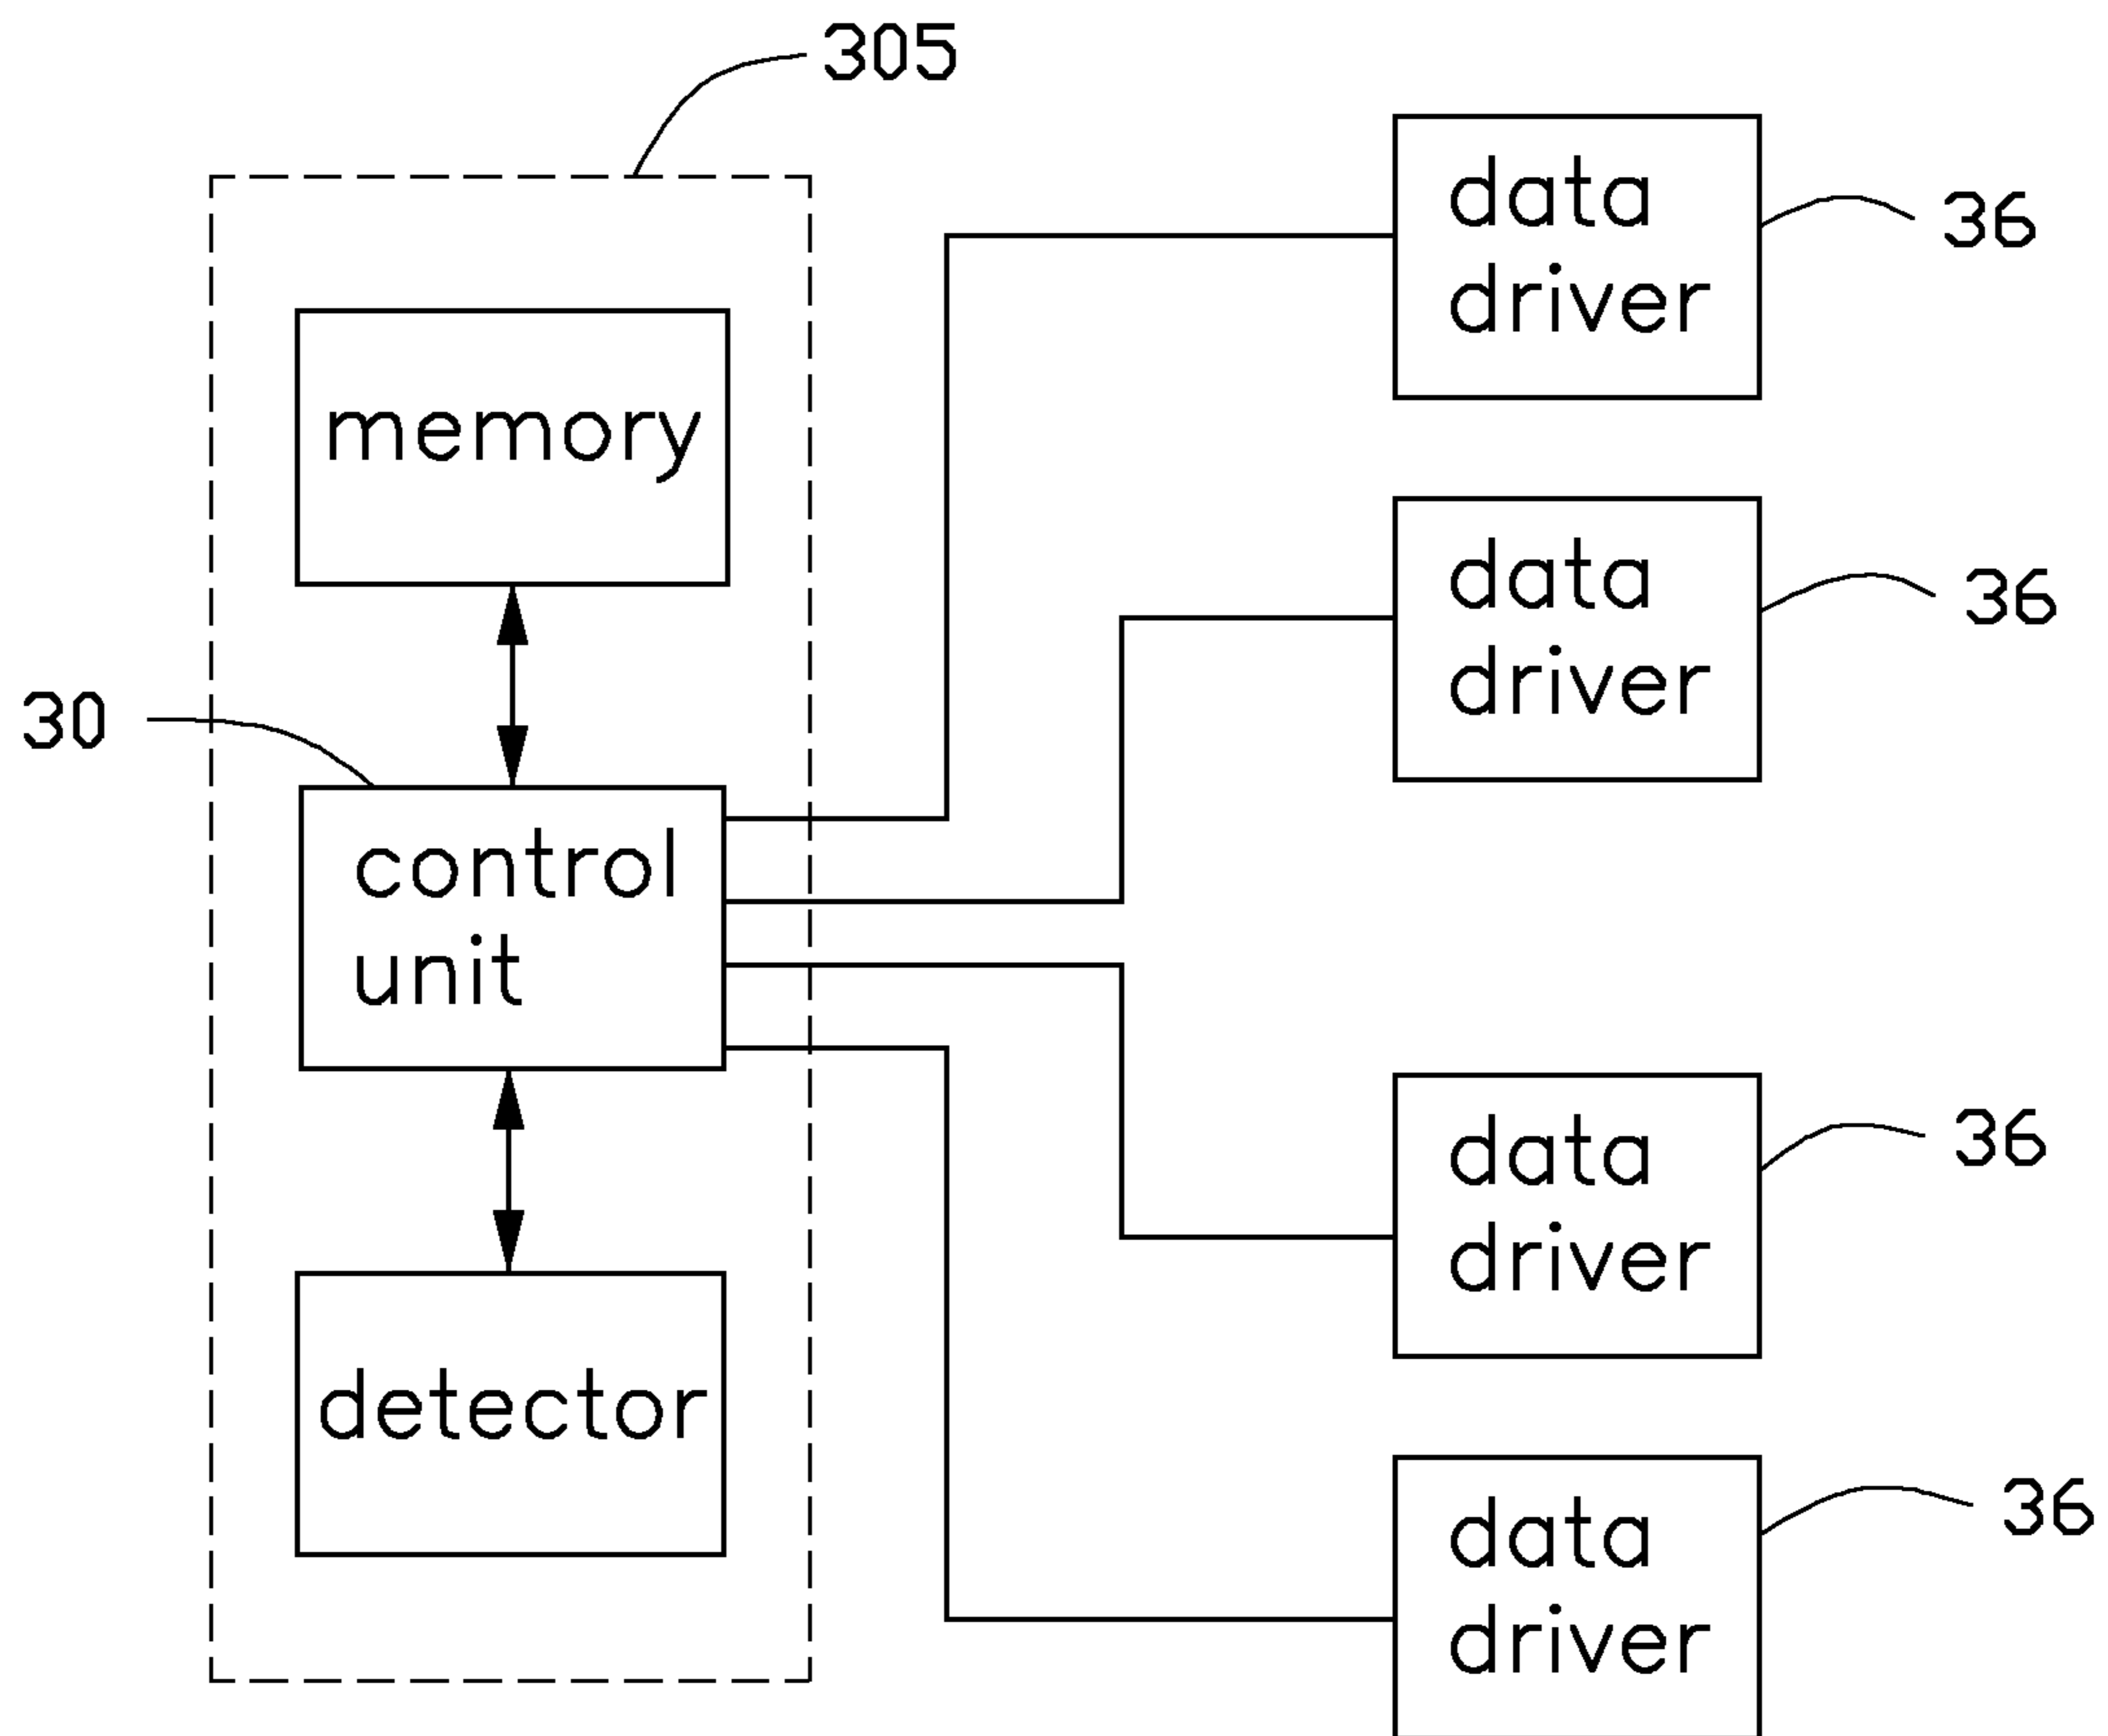 305
data
driver
36
memory
data
driver
36
30
control
unit
data
driver
36
detector
data
driver
36